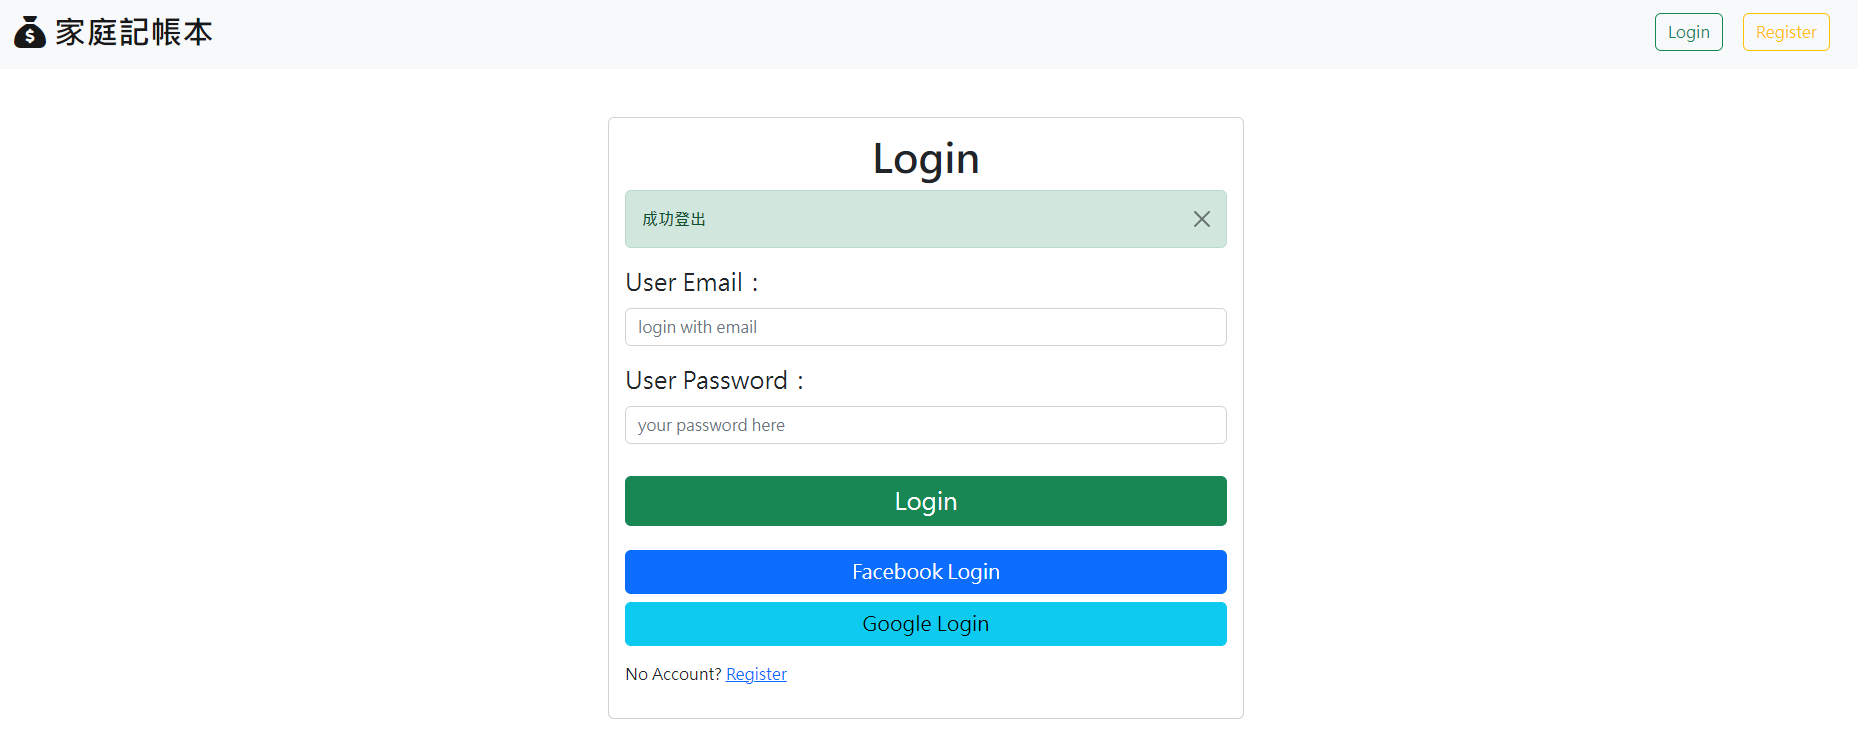 家庭記帳本
Login
Register
Login
成功登出
User Email：
login with email
User Password：
your password here
Login
Facebook Login
Google Login
No Account? Register